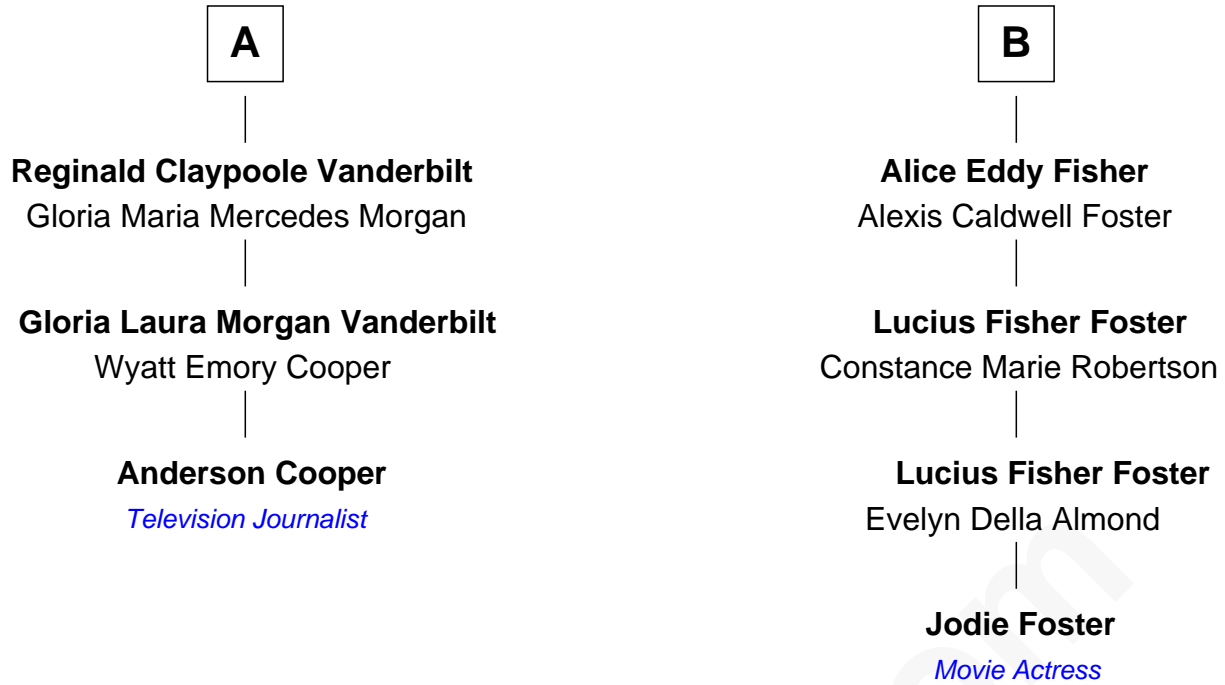 A
Reginald Claypoole Vanderbilt
Gloria Maria Mercedes Morgan
Gloria Laura Morgan Vanderbilt
Wyatt Emory Cooper
Anderson Cooper
Television Journalist
B
Alice Eddy Fisher
Alexis Caldwell Foster
Lucius Fisher Foster
Constance Marie Robertson
Lucius Fisher Foster
Evelyn Della Almond
Jodie Foster
Movie Actress